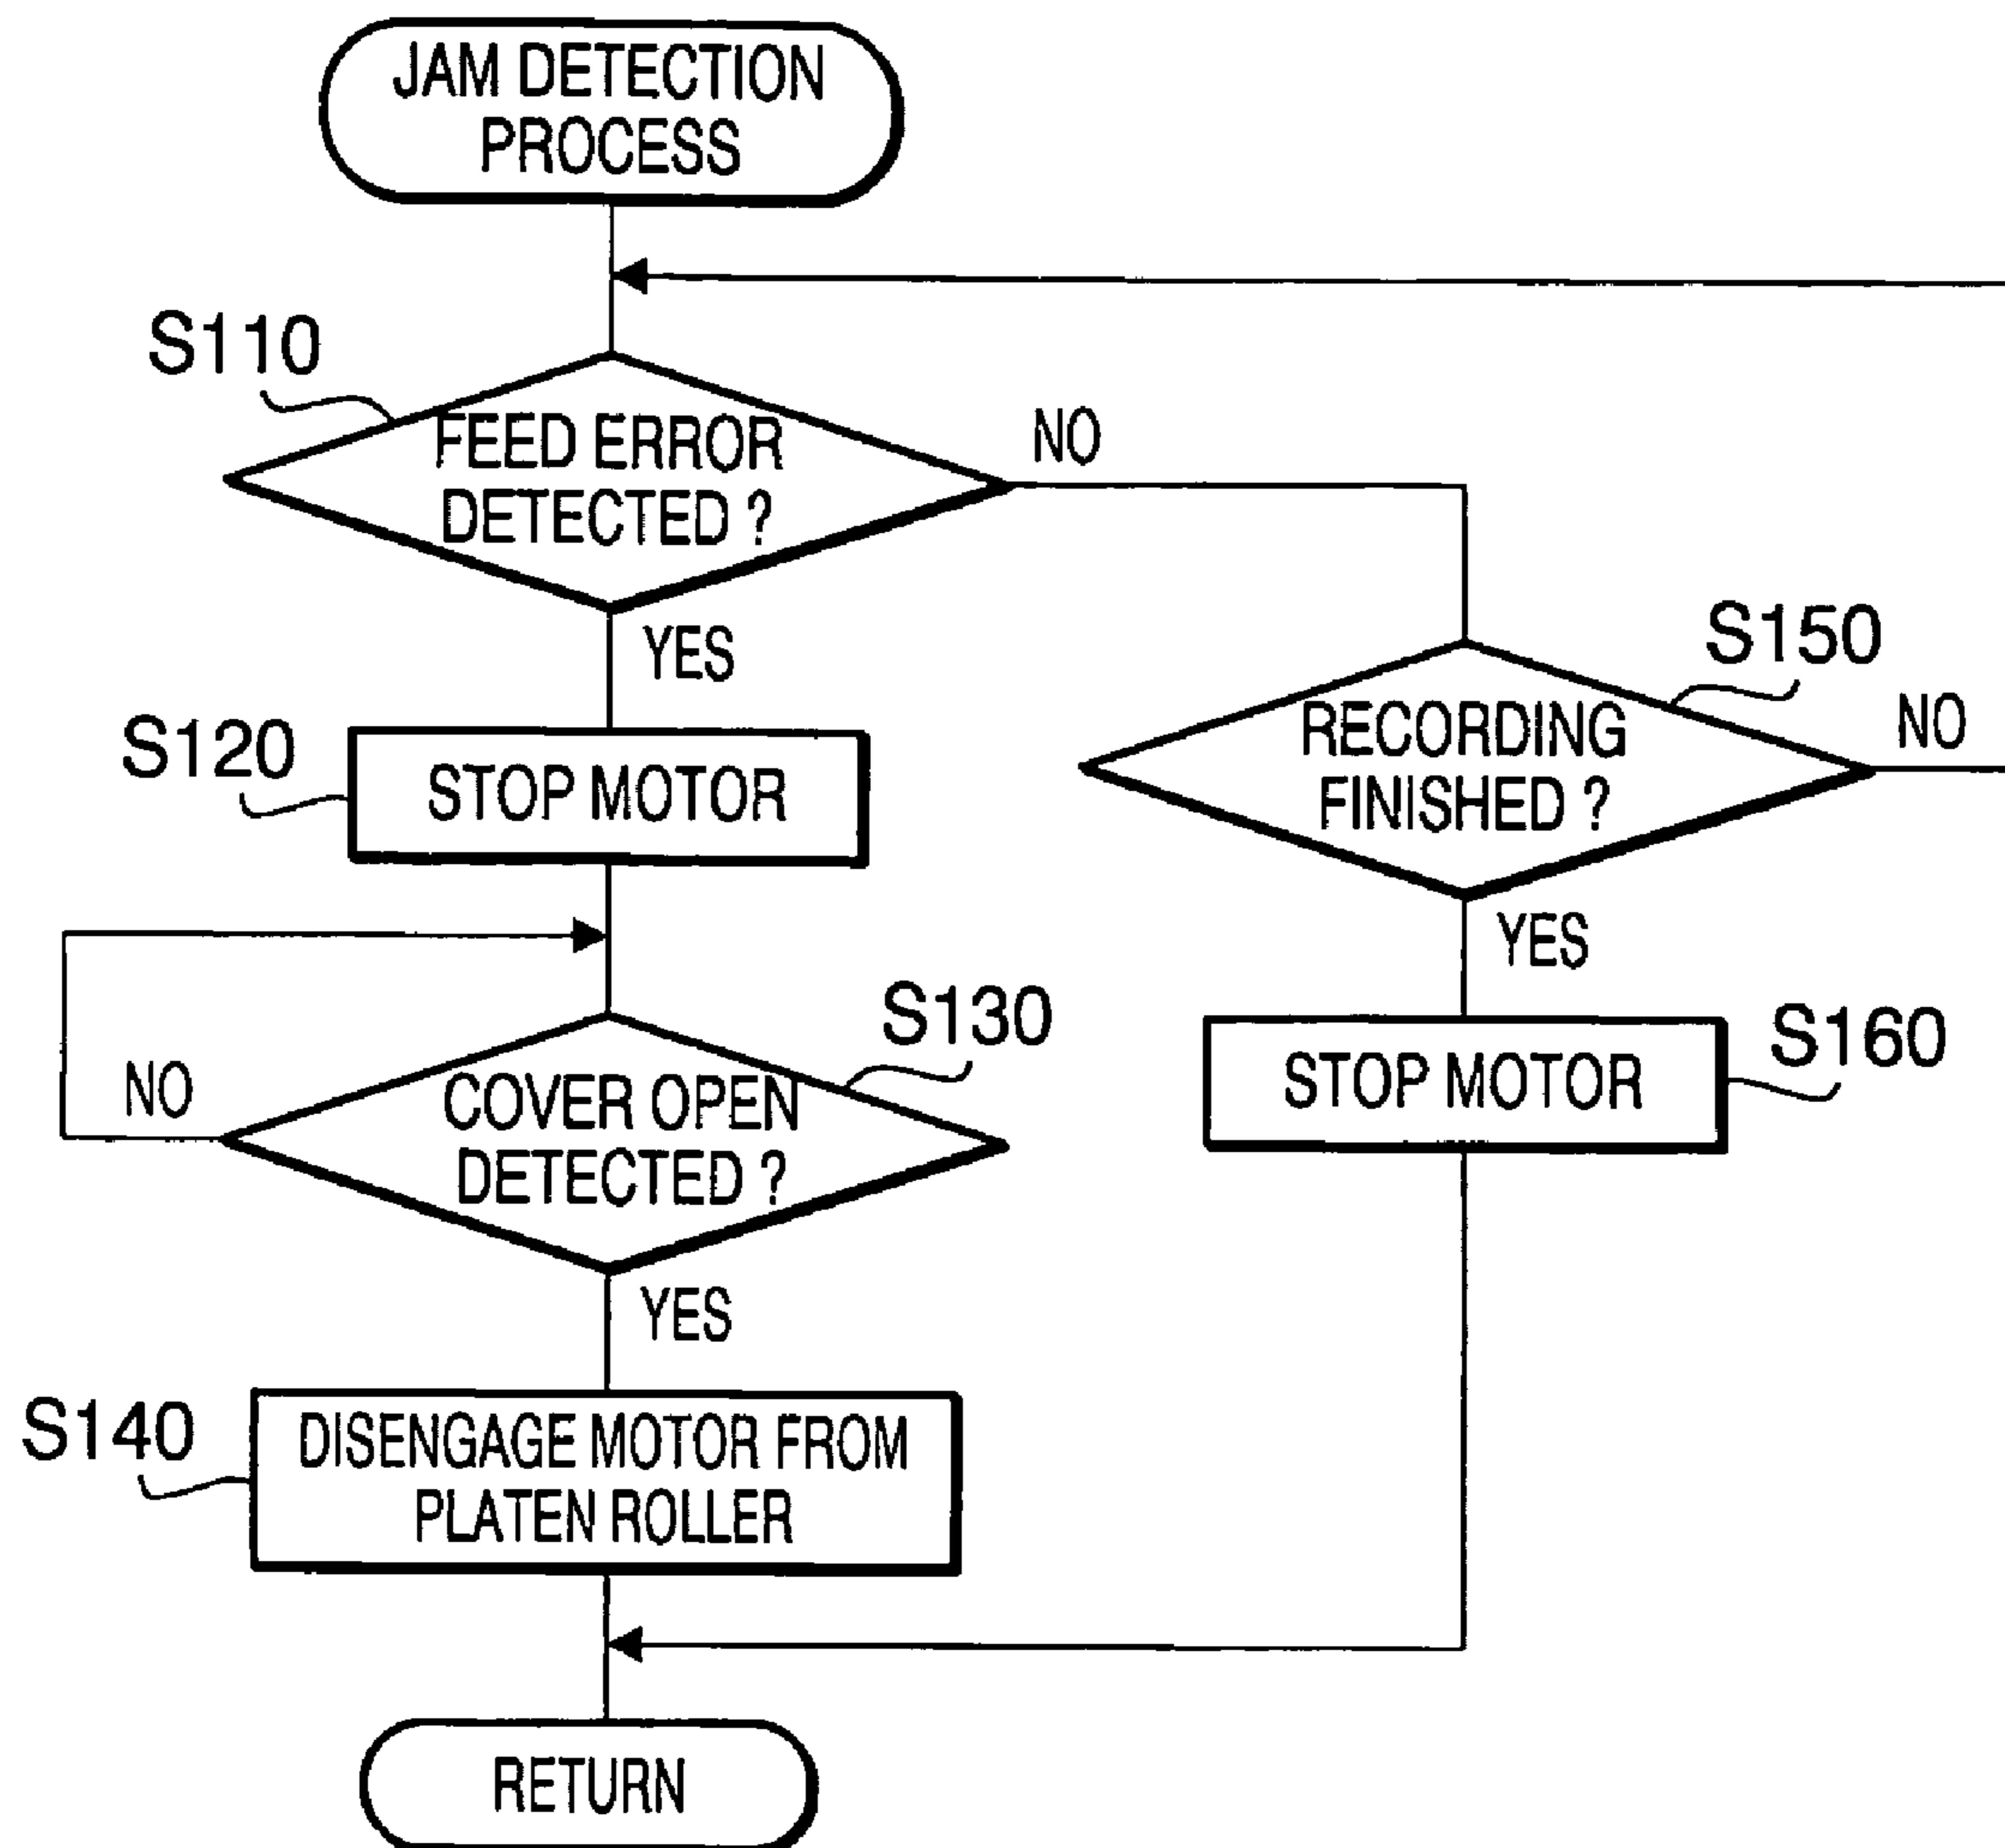 JAM DETECTION
PROCESS
S110
FEED ERROR
DETECTED ?
NO
YES
S120
STOP MOTOR
S150
RECORDING
FINISHED ?
NO
YES
S130
COVER OPEN
DETECTED ?
NO
YES
S160
STOP MOTOR
S140
DISENGAGE MOTOR FROM
PLATEN ROLLER
RETURN